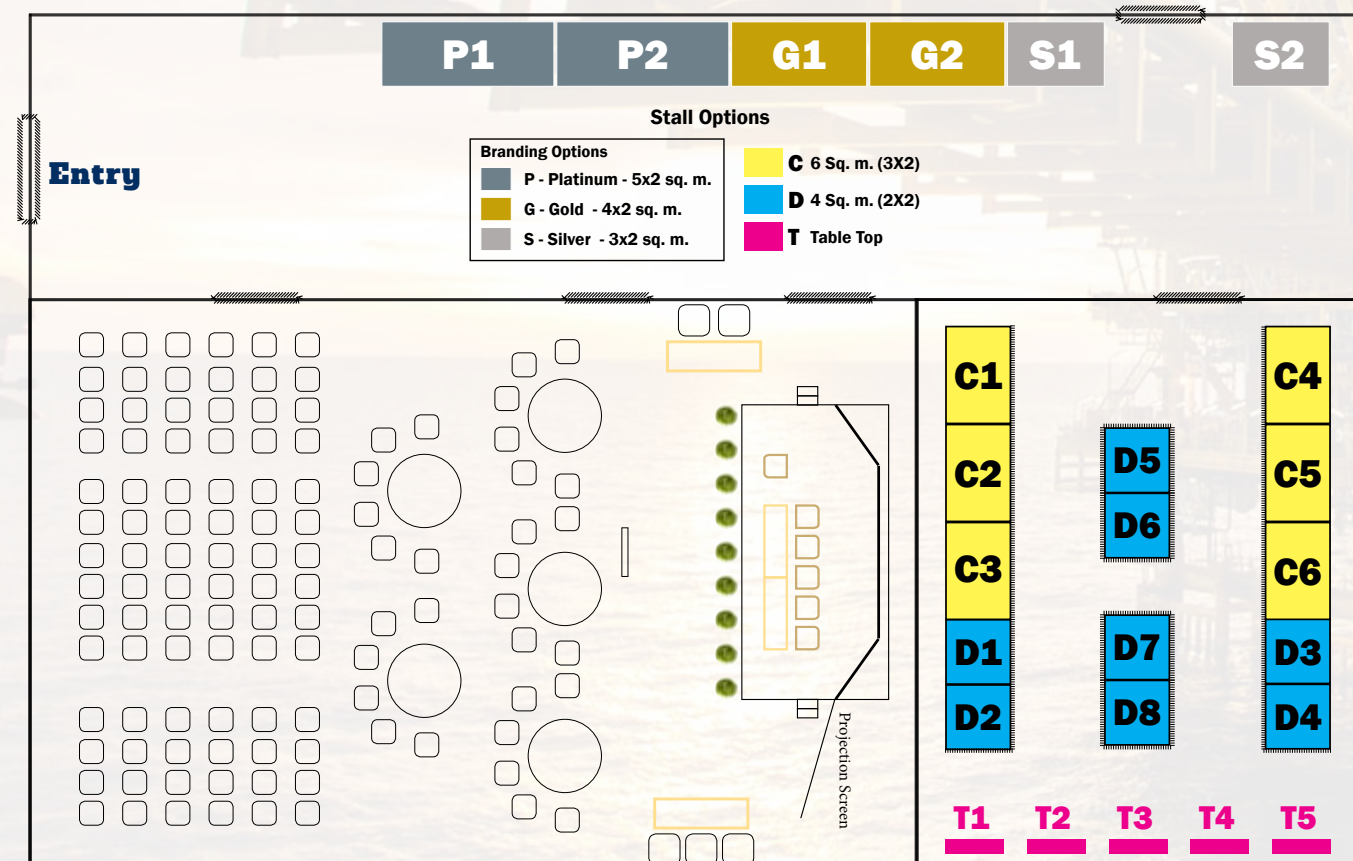 P1 P2 G1 G2 S1 S2
Stall Options
Entry
Branding Options
P - Platinum - 5x2 sq. m.
G - Gold - 4x2 sq. m.
S - Silver - 3x2 sq. m.
C 6 Sq. m. (3X2)
D 4 Sq. m. (2X2)
T Table Top
C1 C4
C2 D5 C5
D6
C3 C6
D1 D7 D3
D2 D8 D4
Projection Screen
T1 T2 T3 T4 T5